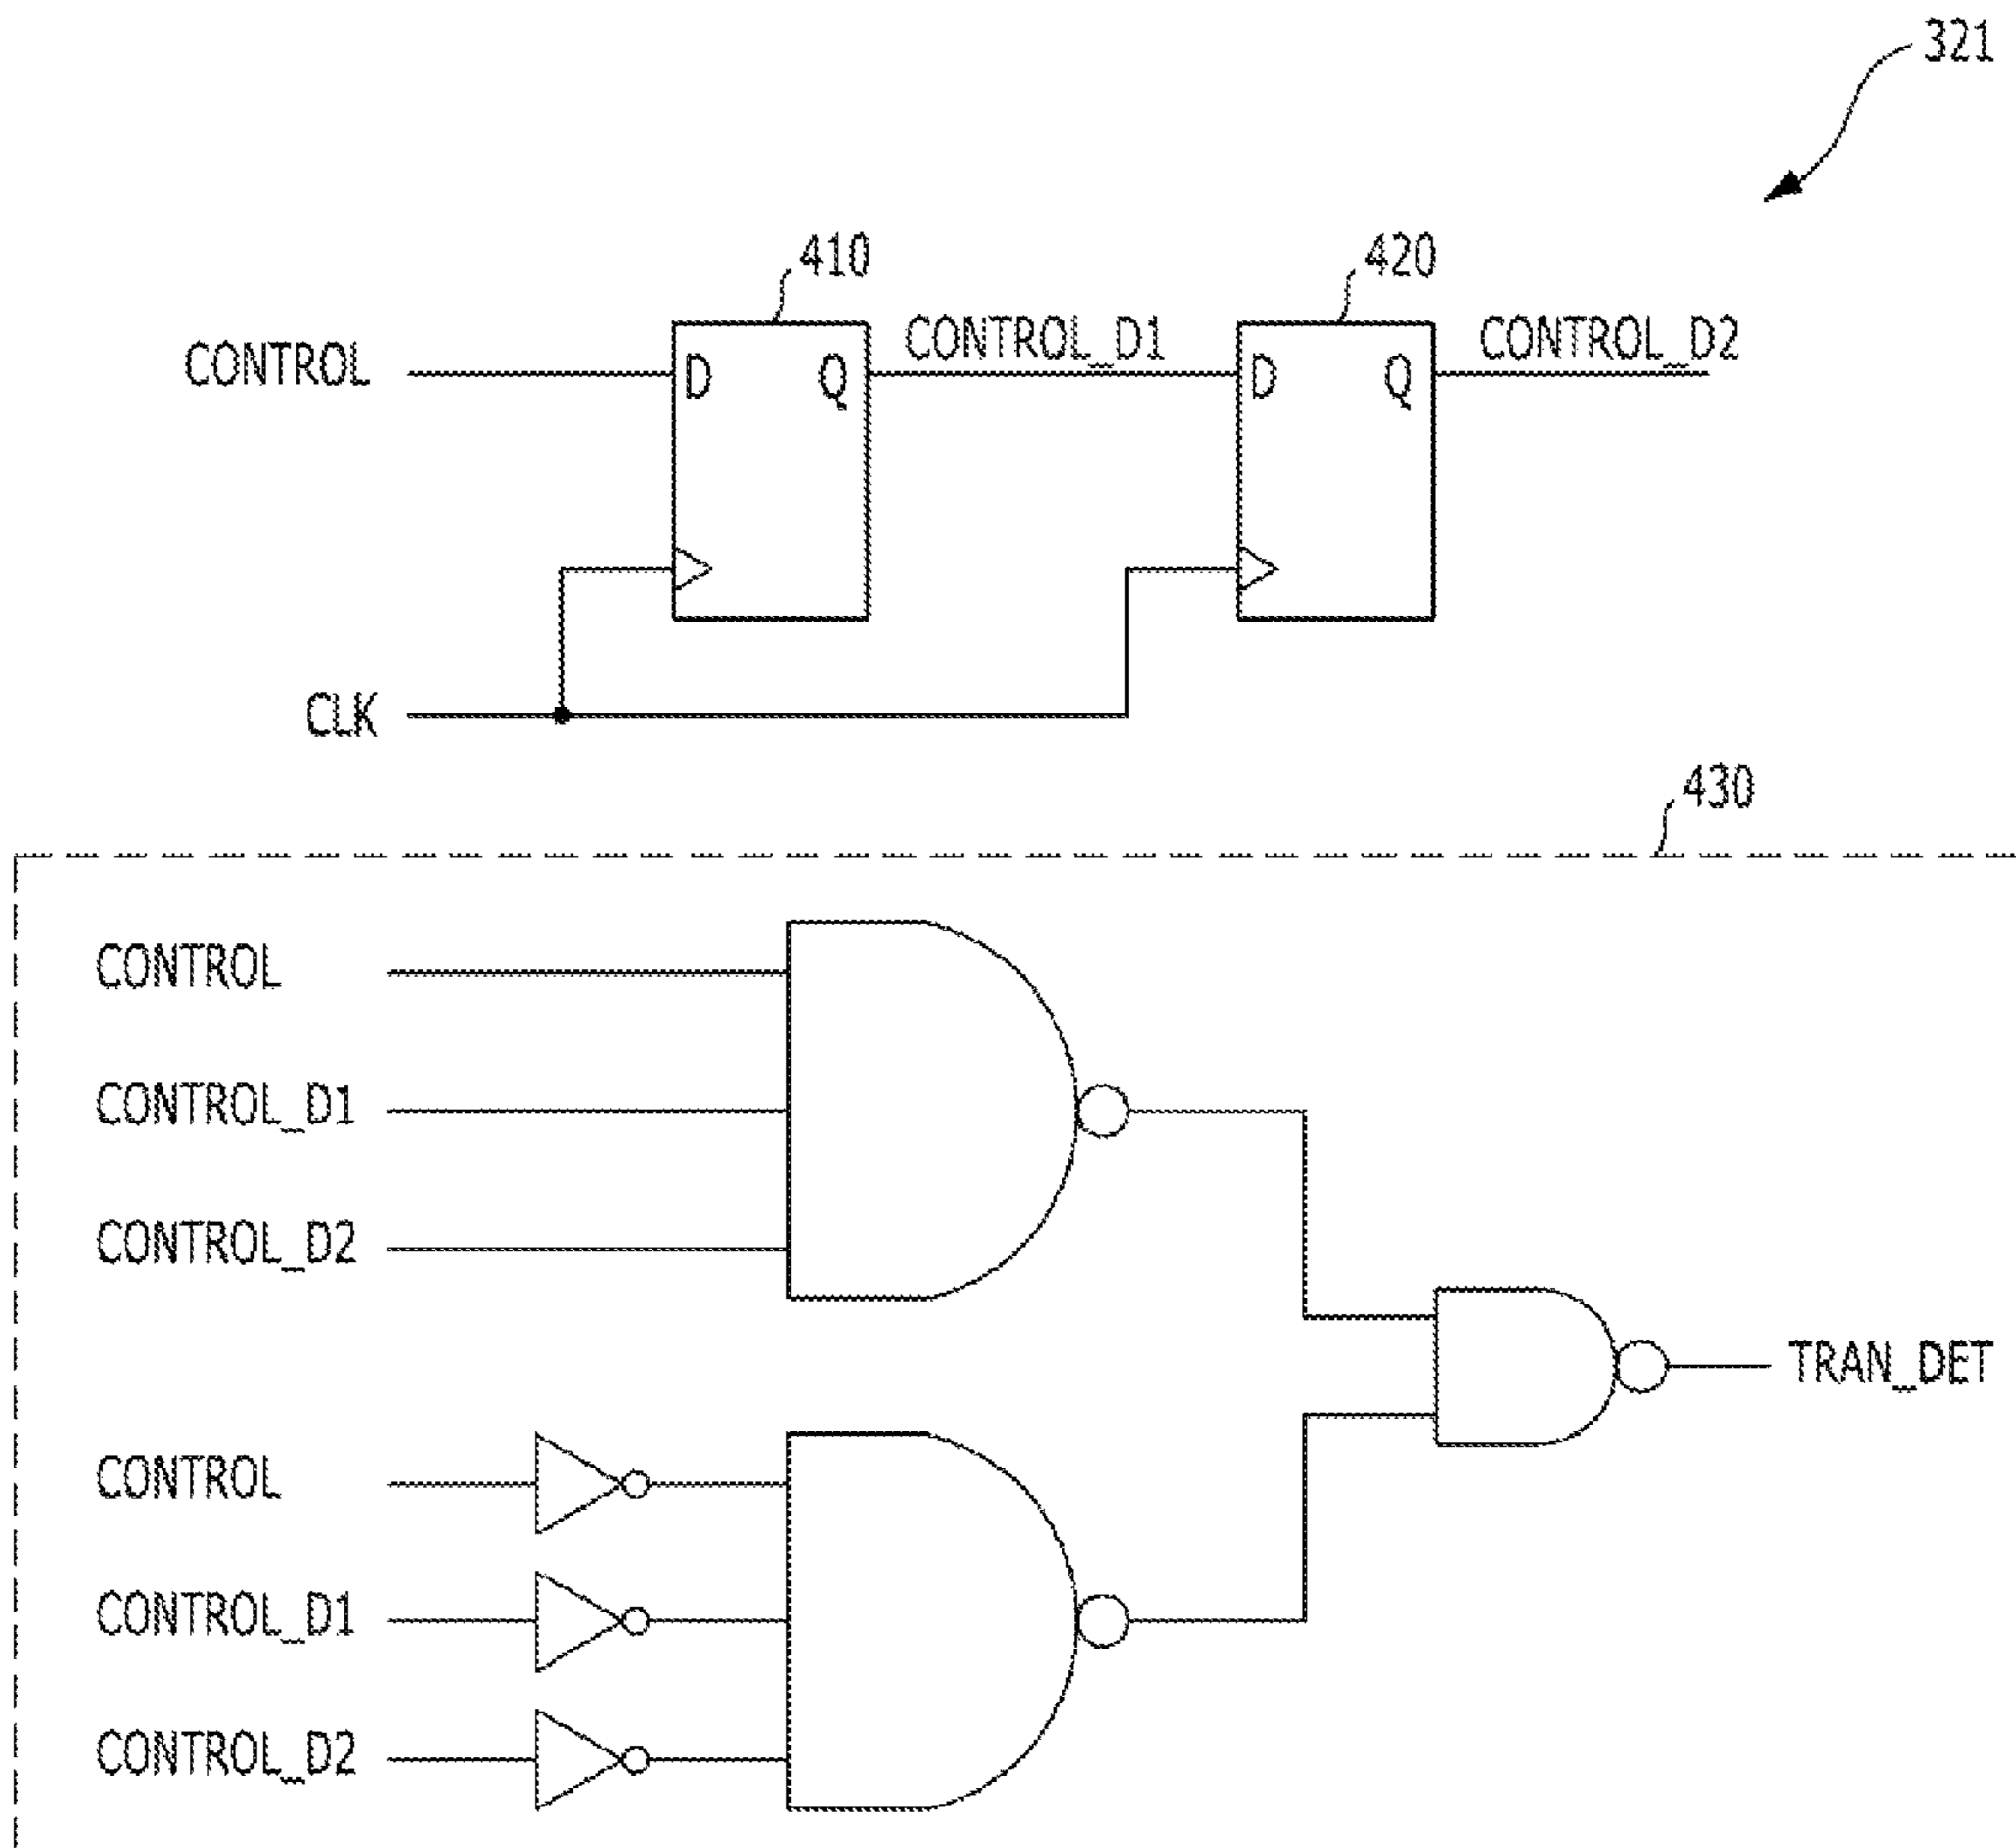 321
410
420
CONTROL
D
Q
CONTROL_D1
D
Q
CONTROL_D2
CLK
430
CONTROL
CONTROL_D1
CONTROL_D2
TRAN_DET
CONTROL
CONTROL_D1
CONTROL_D2